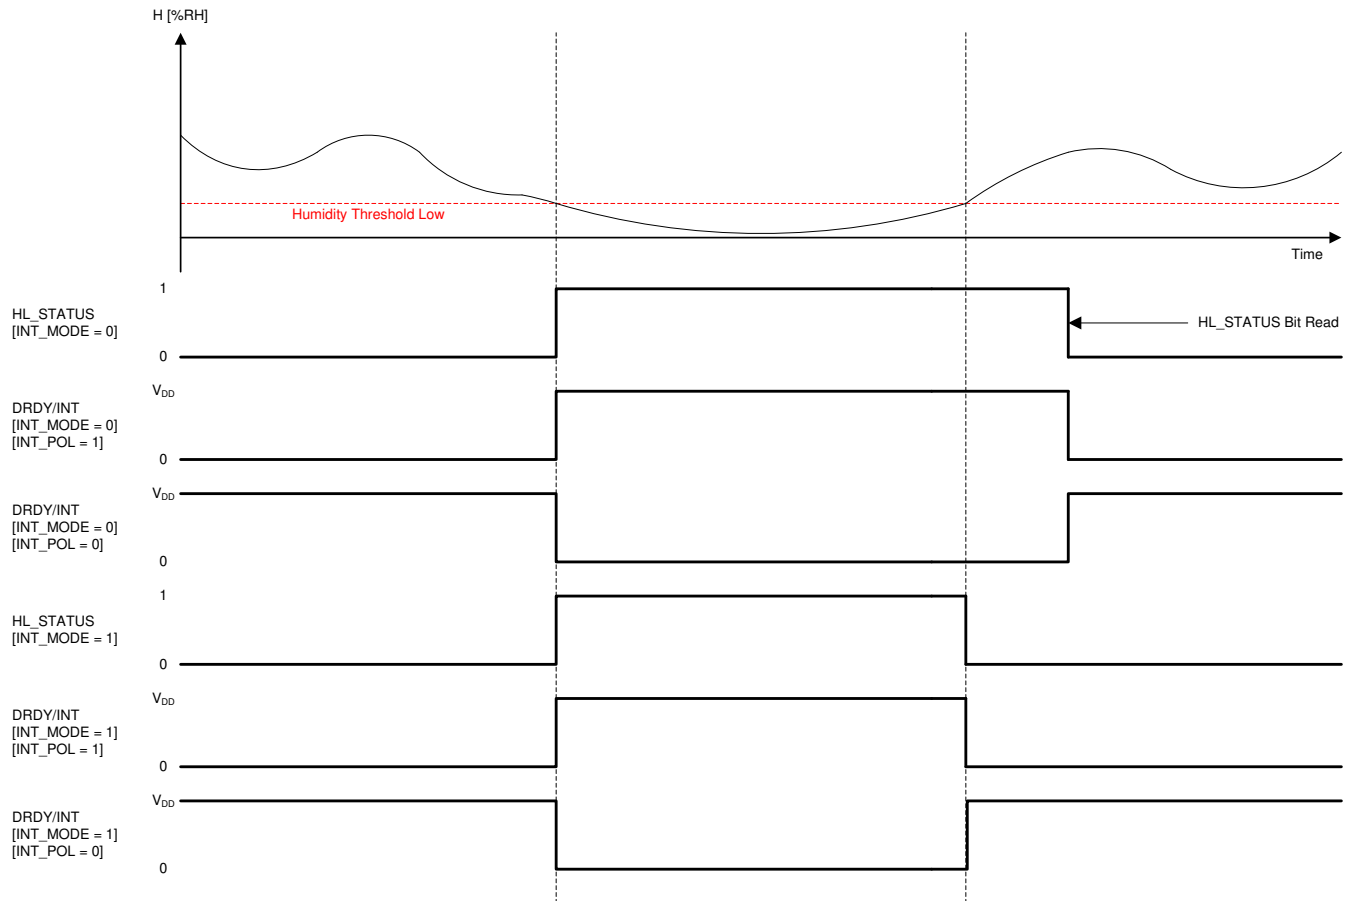 H [%RH]
Humidity Threshold Low
Time
1
HL_STATUS
[INT_MODE = 0]
HL_STATUS Bit Read
0
VDD
DRDY/INT
[INT_MODE = 0]
[INT_POL = 1]
0
VDD
DRDY/INT
[INT_MODE = 0]
[INT_POL = 0]
0
1
HL_STATUS
[INT_MODE = 1]
0
VDD
DRDY/INT
[INT_MODE = 1]
[INT_POL = 1]
0
VDD
DRDY/INT
[INT_MODE = 1]
[INT_POL = 0]
0